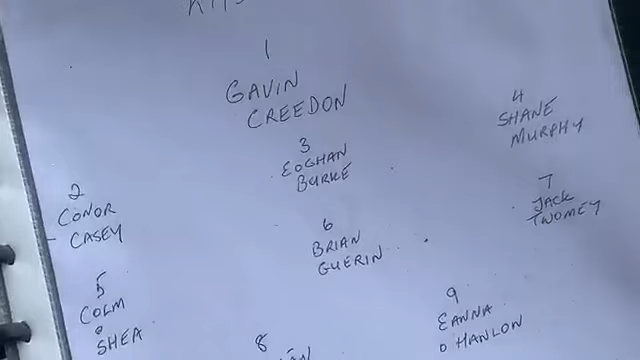 1
GAVIN
CREEDON
2
CONOR
CASEY
3
EOGHAN
BURKE
4
SHANE
MURPHY
5
COLM
O
SHEA
6
BRIAN
GUERIN
7
JACK
TWOMEY
8
9
EANNA
O HANLON